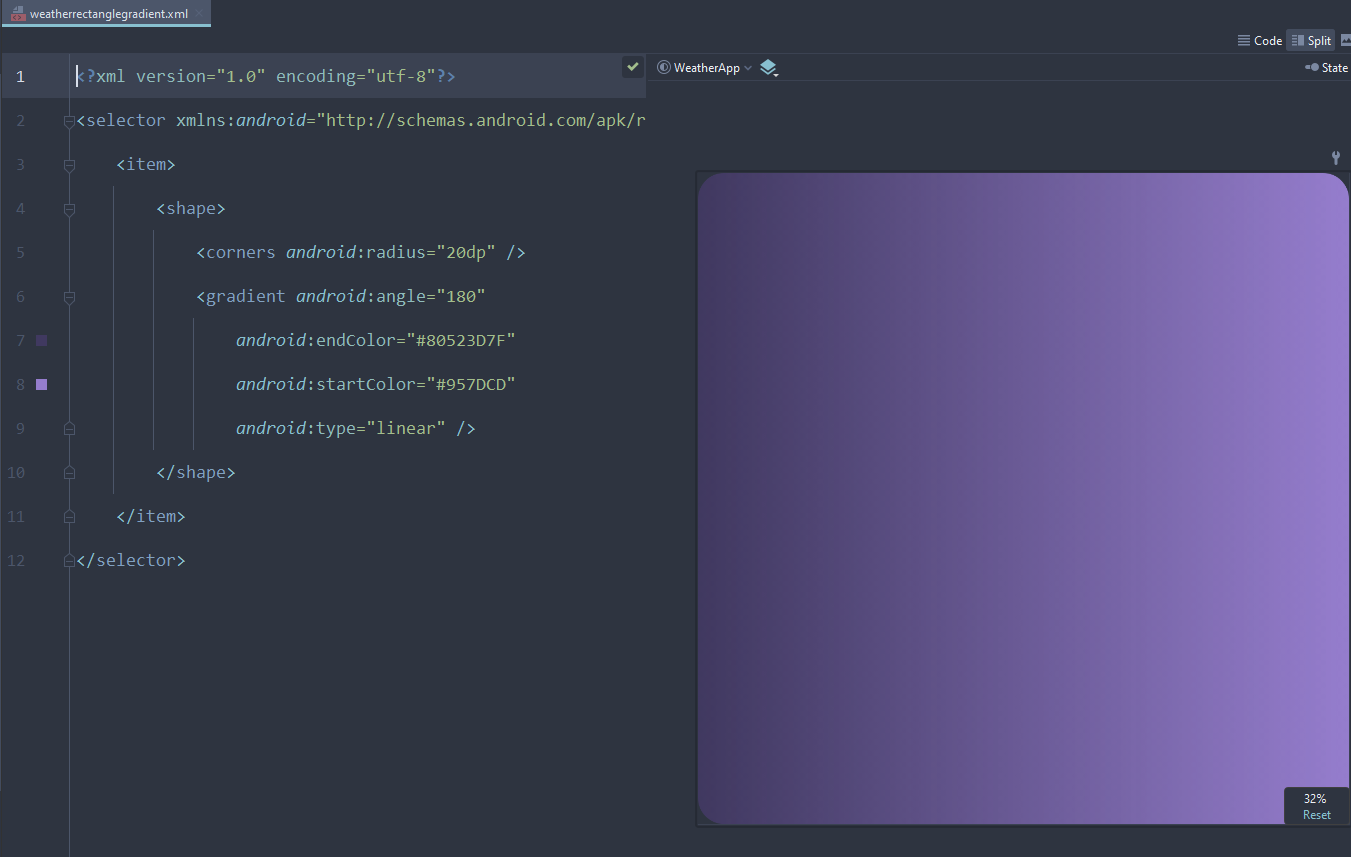 weatherrectanglegradient.xml
Code Split
WeatherApp
State
1 <?xml version="1.0" encoding="utf-8"?>
2 <selector xmlns:android="http://schemas.android.com/apk/r
3 <item>
4 <shape>
5 <corners android:radius="20dp" />
6 <gradient android:angle="180"
7 android:endColor="#80523D7F"
8 android:startColor="#957DCD"
9 android:type="linear" />
10 </shape>
11 </item>
12 </selector>
32%
Reset